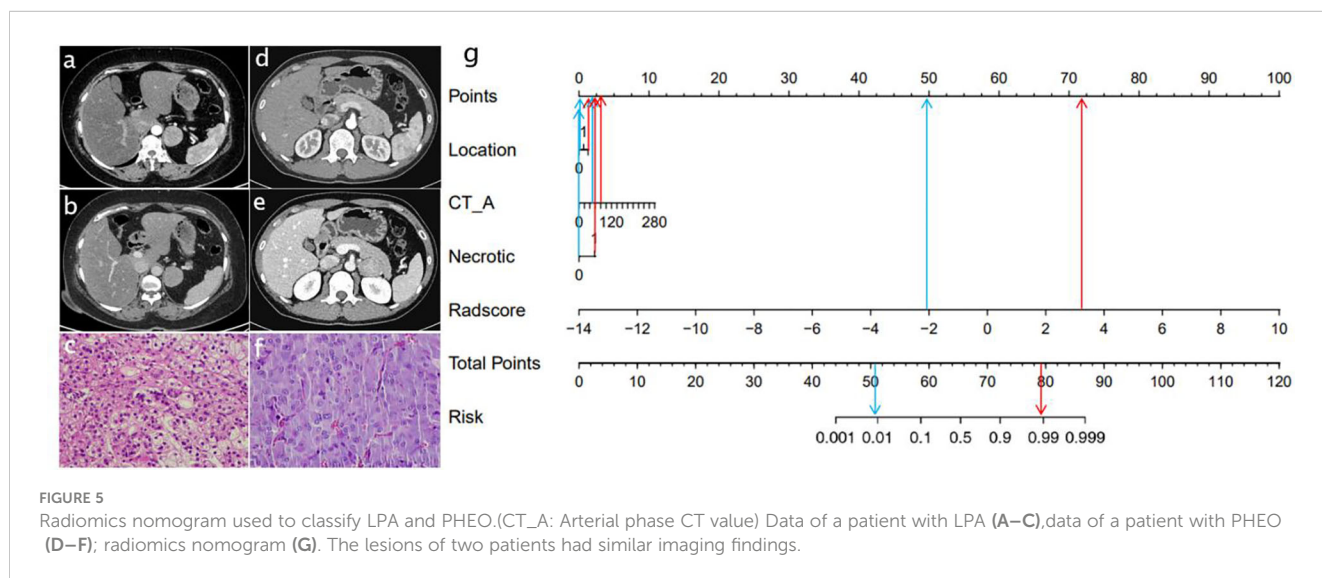 a
d
g
b
e
c
f
0 10 20 30 40 50 60 70 80 90 100
Points
1
Location
0
CT_A
0 120 280
1
Necrotic
0
Radscore
−14 −12 −10 −8 −6 −4 −2 0 2 4 6 8 10
Total Points
0 10 20 30 40 50 60 70 80 90 100 120
Risk
0.001 0.01 0.1 0.5 0.9 0.99 0.999
FIGURE 5
Radiomics nomogram used to classify LPA and PHEO.(CT_A: Arterial phase CT value) Data of a patient with LPA (A–C),data of a patient with PHEO
(D–F); radiomics nomogram (G). The lesions of two patients had similar imaging findings.